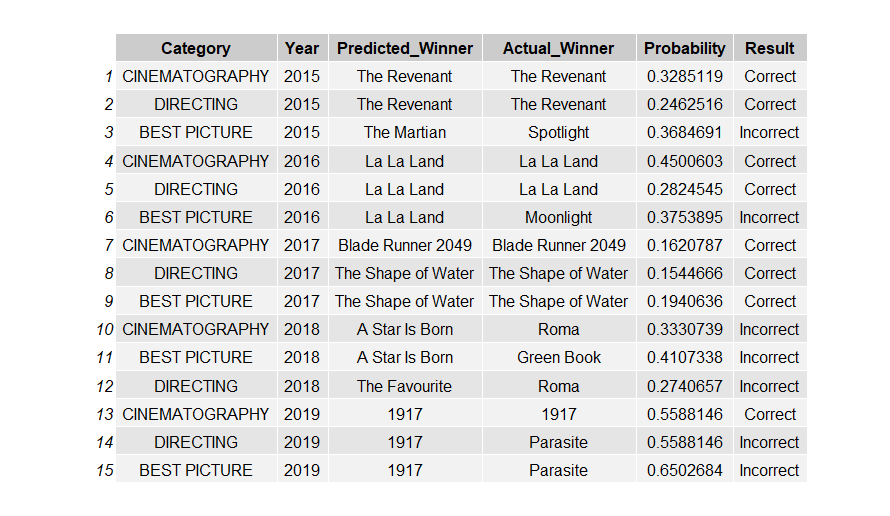 Category Year Predicted_Winner Actual_Winner Probability Result
1 CINEMATOGRAPHY 2015 The Revenant The Revenant 0.3285119 Correct
2 DIRECTING 2015 The Revenant The Revenant 0.2462516 Correct
3 BEST PICTURE 2015 The Martian Spotlight 0.3684691 Incorrect
4 CINEMATOGRAPHY 2016 La La Land La La Land 0.4500603 Correct
5 DIRECTING 2016 La La Land La La Land 0.2824545 Correct
6 BEST PICTURE 2016 La La Land Moonlight 0.3753895 Incorrect
7 CINEMATOGRAPHY 2017 Blade Runner 2049 Blade Runner 2049 0.1620787 Correct
8 DIRECTING 2017 The Shape of Water The Shape of Water 0.1544666 Correct
9 BEST PICTURE 2017 The Shape of Water The Shape of Water 0.1940636 Correct
10 CINEMATOGRAPHY 2018 A Star Is Born Roma 0.3330739 Incorrect
11 BEST PICTURE 2018 A Star Is Born Green Book 0.4107338 Incorrect
12 DIRECTING 2018 The Favourite Roma 0.2740657 Incorrect
13 CINEMATOGRAPHY 2019 1917 1917 0.5588146 Correct
14 DIRECTING 2019 1917 Parasite 0.5588146 Incorrect
15 BEST PICTURE 2019 1917 Parasite 0.6502684 Incorrect